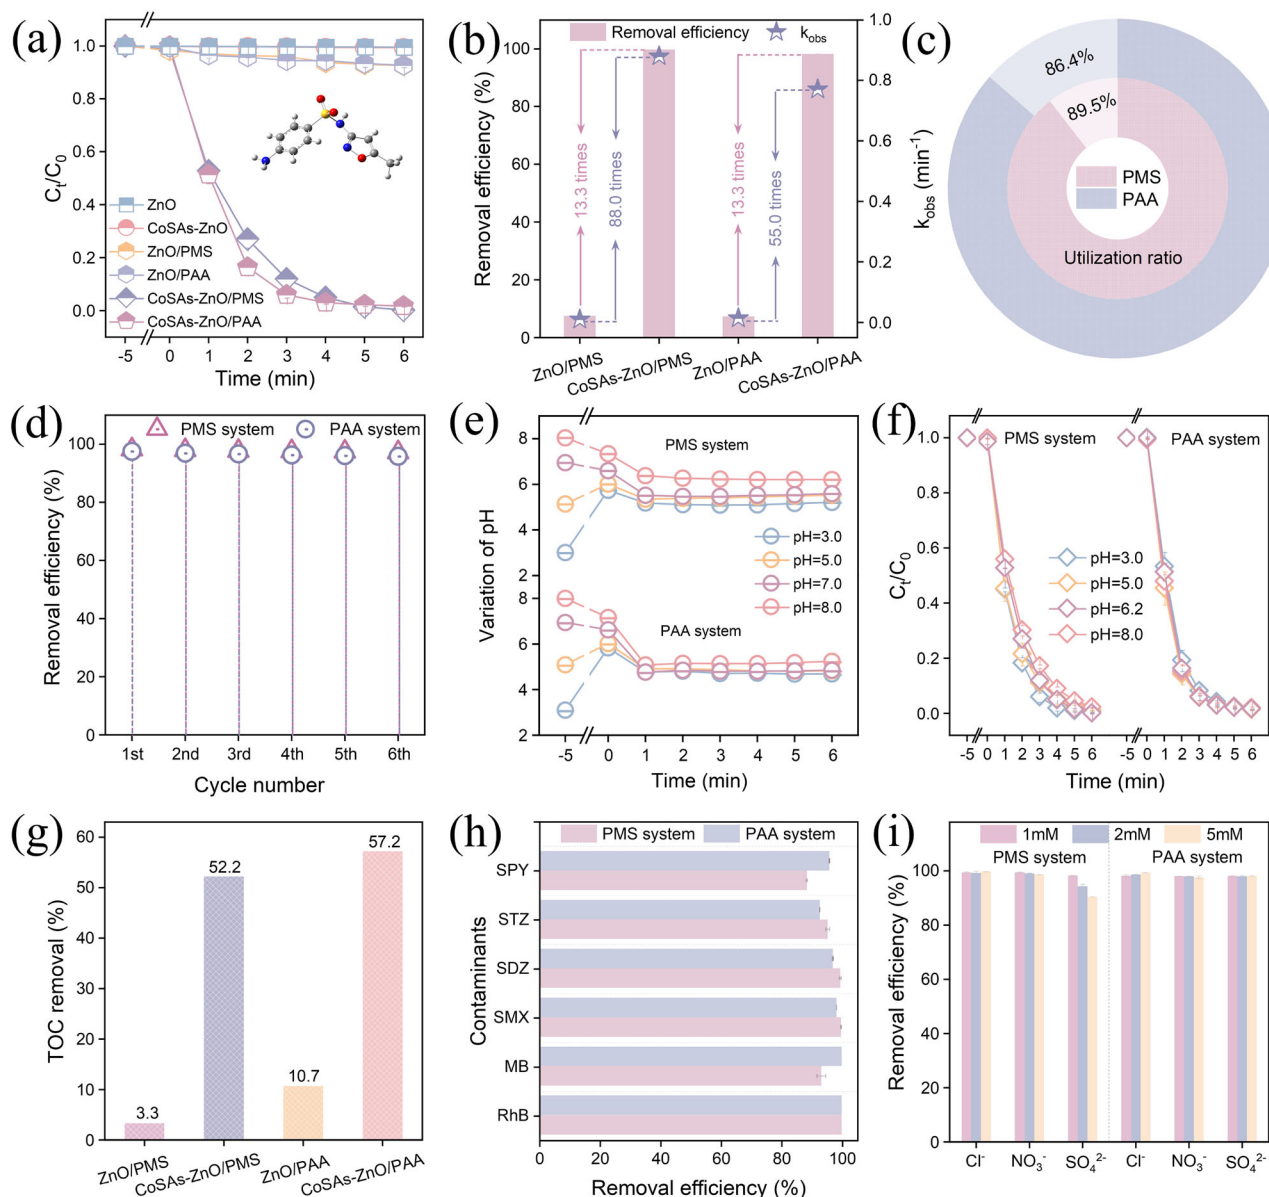 (a)
C_t/C_0
1.0
0.8
0.6
0.4
0.2
0.0
ZnO
CoSAs-ZnO
ZnO/PMS
ZnO/PAA
CoSAs-ZnO/PMS
CoSAs-ZnO/PAA
-5 0 1 2 3 4 5 6
Time (min)
(b)
Removal efficiency
k_obs
Removal efficiency (%)
100
80
60
40
20
0
13.3 times
88.0 times
13.3 times
55.0 times
1.0
0.8
0.6
0.4
0.2
0.0
k_obs (min⁻¹)
ZnO/PMS
CoSAs-ZnO/PMS
ZnO/PAA
CoSAs-ZnO/PAA
(c)
86.4%
89.5%
PMS
PAA
Utilization ratio
(d)
PMS system PAA system
Removal efficiency (%)
100
80
60
40
20
0
1st 2nd 3rd 4th 5th 6th
Cycle number
(e)
Variation of pH
8
6
4
2
8
6
4
2
PMS system
pH=3.0
pH=5.0
pH=7.0
pH=8.0
PAA system
-5 0 1 2 3 4 5 6
Time (min)
(f)
C_t/C_0
1.0
0.8
0.6
0.4
0.2
0.0
PMS system
PAA system
pH=3.0
pH=5.0
pH=6.2
pH=8.0
-5 0 1 2 3 4 5 6 -5 0 1 2 3 4 5 6
Time (min)
(g)
TOC removal (%)
60
50
40
30
20
10
0
3.3
52.2
10.7
57.2
ZnO/PMS
CoSAs-ZnO/PMS
ZnO/PAA
CoSAs-ZnO/PAA
(h)
PMS system PAA system
Contaminants
SPY
STZ
SDZ
SMX
MB
RhB
0 20 40 60 80 100
Removal efficiency (%)
(i)
1mM 2mM 5mM
PMS system PAA system
Removal efficiency (%)
100
80
60
40
20
0
Cl⁻ NO₃⁻ SO₄²⁻ Cl⁻ NO₃⁻ SO₄²⁻